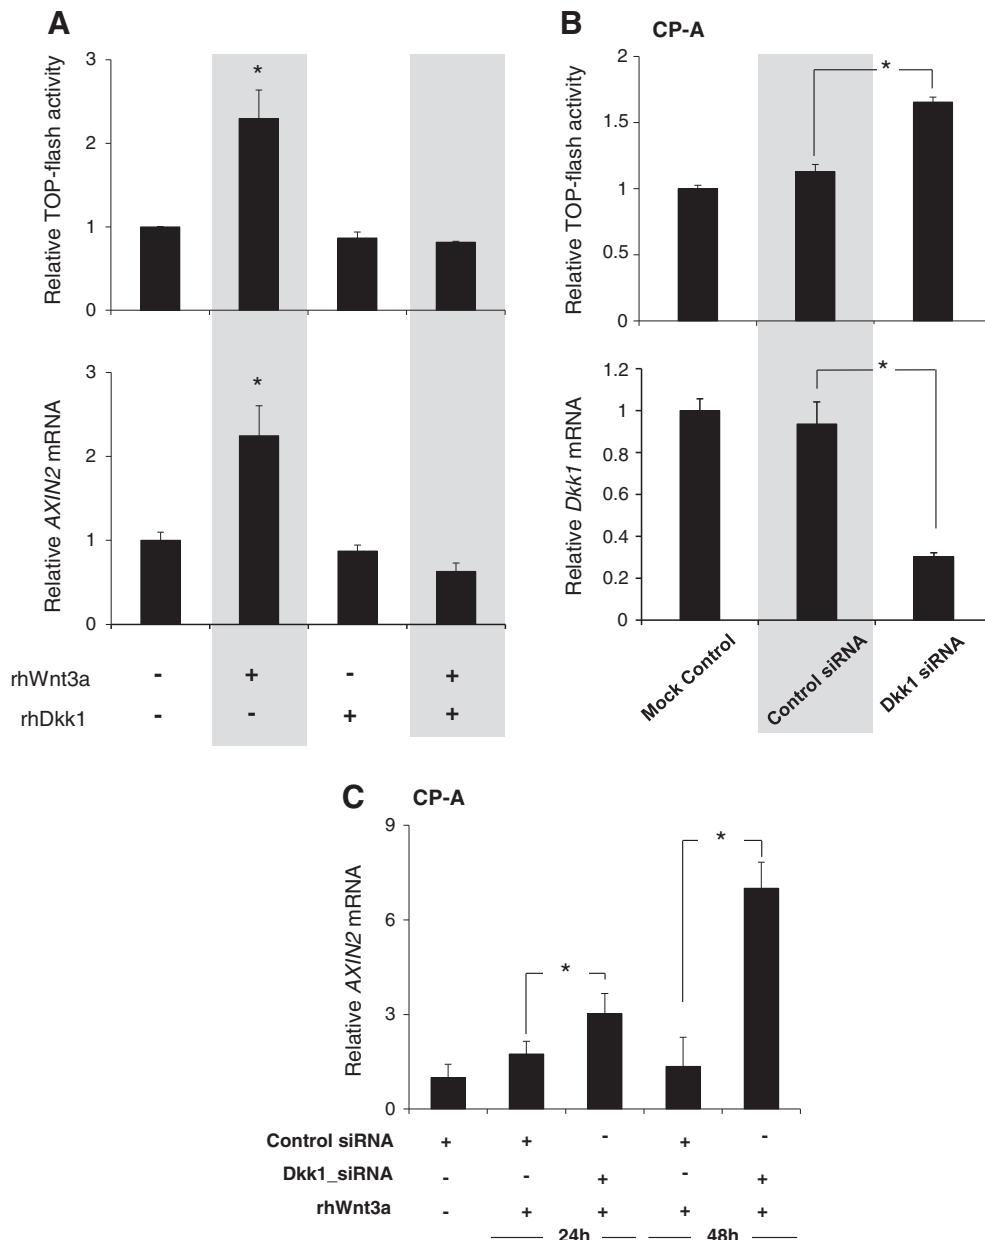 A
Relative TOP-flash activity
3
2
1
0
*
Relative AXIN2 mRNA
3
2
1
0
*
rhWnt3a - + - +
rhDkk1 - - + +
B
CP-A
Relative TOP-flash activity
2
1.5
1
0.5
0
*
Relative Dkk1 mRNA
1.2
1
0.8
0.6
0.4
0.2
0
*
Mock Control
Control siRNA
Dkk1 siRNA
C
CP-A
Relative AXIN2 mRNA
9
6
3
0
*
*
Control siRNA + + - + -
Dkk1_siRNA - - + - +
rhWnt3a - + + + +
24h 48h